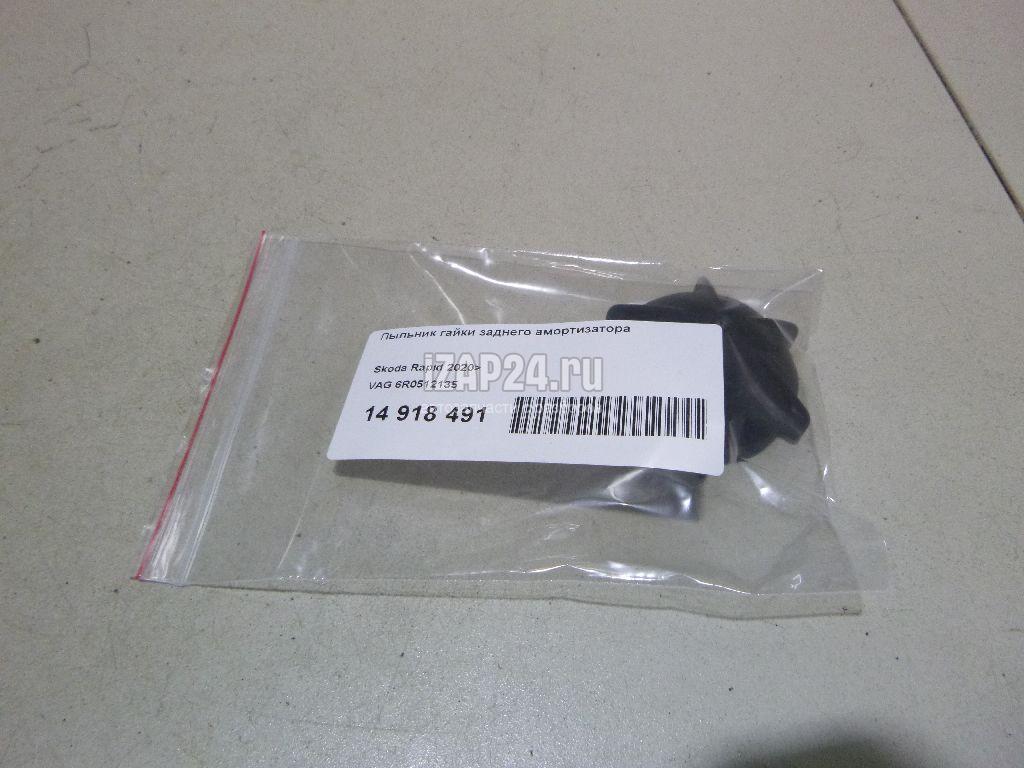 Пыльник гайки заднего амортизатора
Skoda Rapid 2020>
iZAP24.ru
VAG 6R0512135
14 918 491